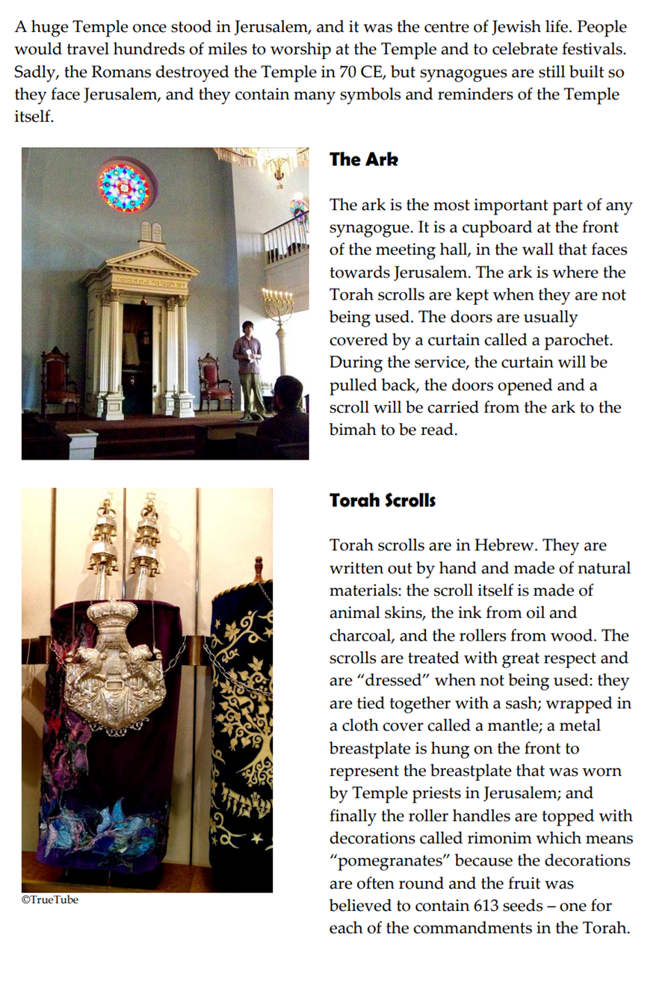 A huge Temple once stood in Jerusalem, and it was the centre of Jewish life. People
would travel hundreds of miles to worship at the Temple and to celebrate festivals.
Sadly, the Romans destroyed the Temple in 70 CE, but synagogues are still built so
they face Jerusalem, and they contain many symbols and reminders of the Temple
itself.
The Ark
The ark is the most important part of any
synagogue. It is a cupboard at the front
of the meeting hall, in the wall that faces
towards Jerusalem. The ark is where the
Torah scrolls are kept when they are not
being used. The doors are usually
covered by a curtain called a parochet.
During the service, the curtain will be
pulled back, the doors opened and a
scroll will be carried from the ark to the
bimah to be read.
Torah Scrolls
Torah scrolls are in Hebrew. They are
written out by hand and made of natural
materials: the scroll itself is made of
animal skins, the ink from oil and
charcoal, and the rollers from wood. The
scrolls are treated with great respect and
are “dressed” when not being used: they
are tied together with a sash; wrapped in
a cloth cover called a mantle; a metal
breastplate is hung on the front to
represent the breastplate that was worn
by Temple priests in Jerusalem; and
finally the roller handles are topped with
decorations called rimonim which means
“pomegranates” because the decorations
are often round and the fruit was
believed to contain 613 seeds – one for
each of the commandments in the Torah.
©TrueTube